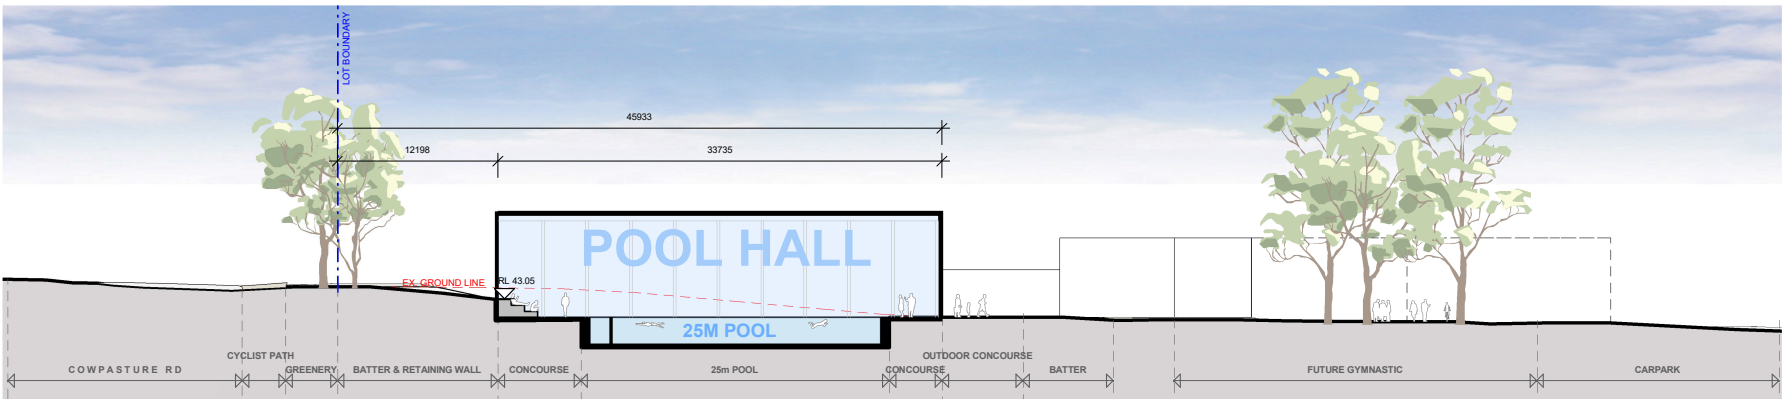 LOT BOUNDARY
45933
12198
33735
POOL HALL
EX. GROUND LINE
RL 43.05
25M POOL
CYCLIST PATH
OUTDOOR CONCOURSE
COWPASTURE RD
GREENERY
BATTER & RETAINING WALL
CONCOURSE
25m POOL
CONCOURSE
BATTER
FUTURE GYMNASTIC
CARPARK